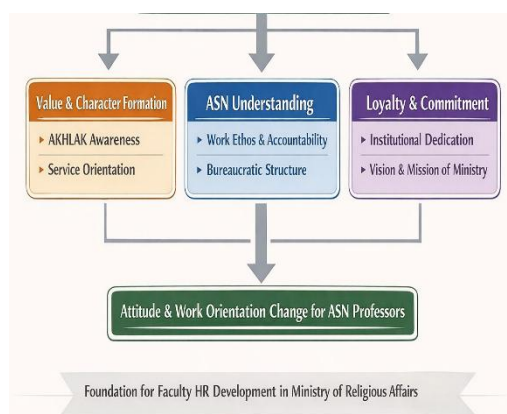 Value & Character Formation
AKHLAK Awareness
Service Orientation
ASN Understanding
Work Ethos & Accountability
Bureaucratic Structure
Loyalty & Commitment
Institutional Dedication
Vision & Mission of Ministry
Attitude & Work Orientation Change for ASN Professors
Foundation for Faculty HR Development in Ministry of Religious Affairs